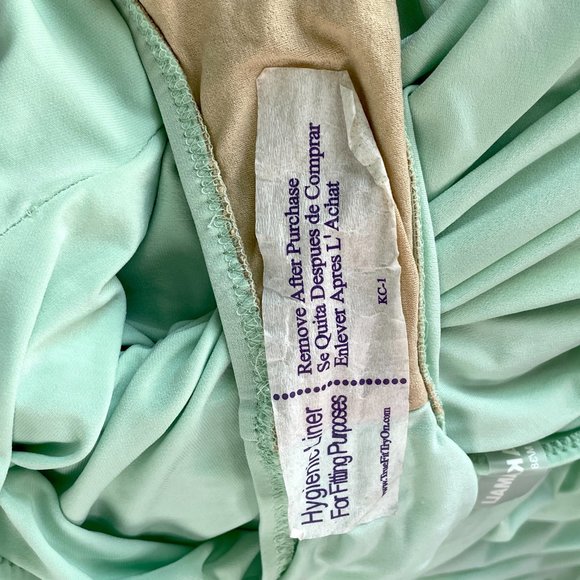 Hygienic Liner
For Fitting Purposes
www.TrueFitTryOn.com
Remove After Purchase
Se Quita Despues de Comprar
Enlever Apres L' Achat
KC-1